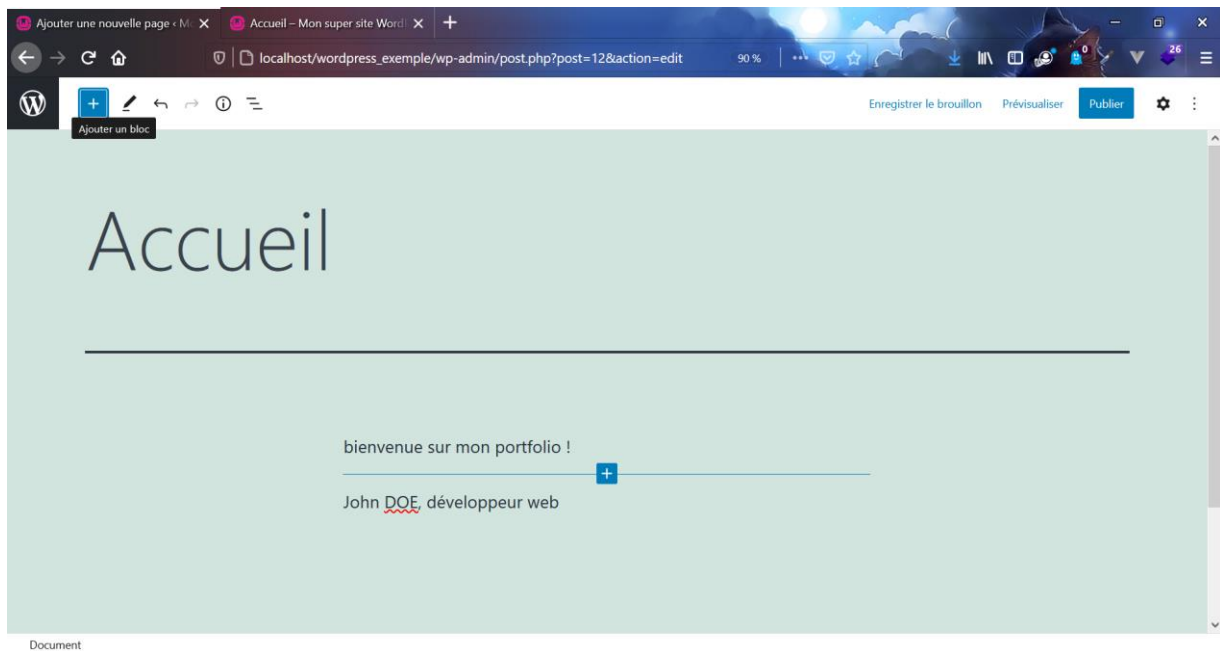 Ajouter une nouvelle page ‹ Mo
Accueil – Mon super site Word
localhost/wordpress_exemple/wp-admin/post.php?post=12&action=edit
90 %
0
26
Enregistrer le brouillon
Prévisualiser
Publier
Ajouter un bloc
Accueil
bienvenue sur mon portfolio !
John DOE, développeur web
Document